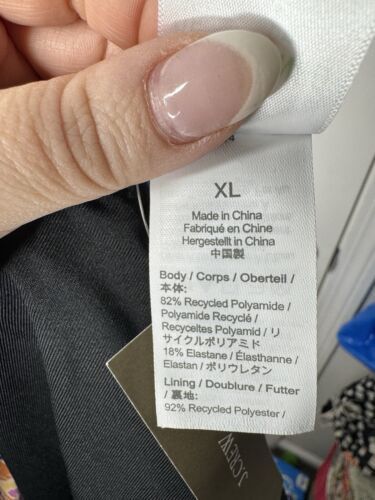 XL
Made in China
Fabriqué en Chine
Hergestellt in China
中国製
Body / Corps / Oberteil /
本体:
82% Recycled Polyamide /
Polyamide Recyclé /
Recyceltes Polyamid / リ
サイクルポリアミド
18% Elastane / Élasthanne /
Elastan / ポリウレタン
Lining / Doublure / Futter
/ 裏地:
92% Recycled Polyester /
J.CREW